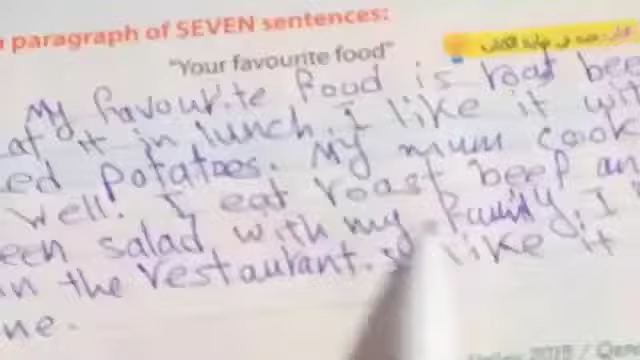 a paragraph of SEVEN sentences:
"Your favourite food"
My favourite food is roast bee
at it in lunch. I like it wit
ed potatoes. My mum cook
well. I eat roast beef an
een salad with my family. I
in the restaurant. I like it
ne.